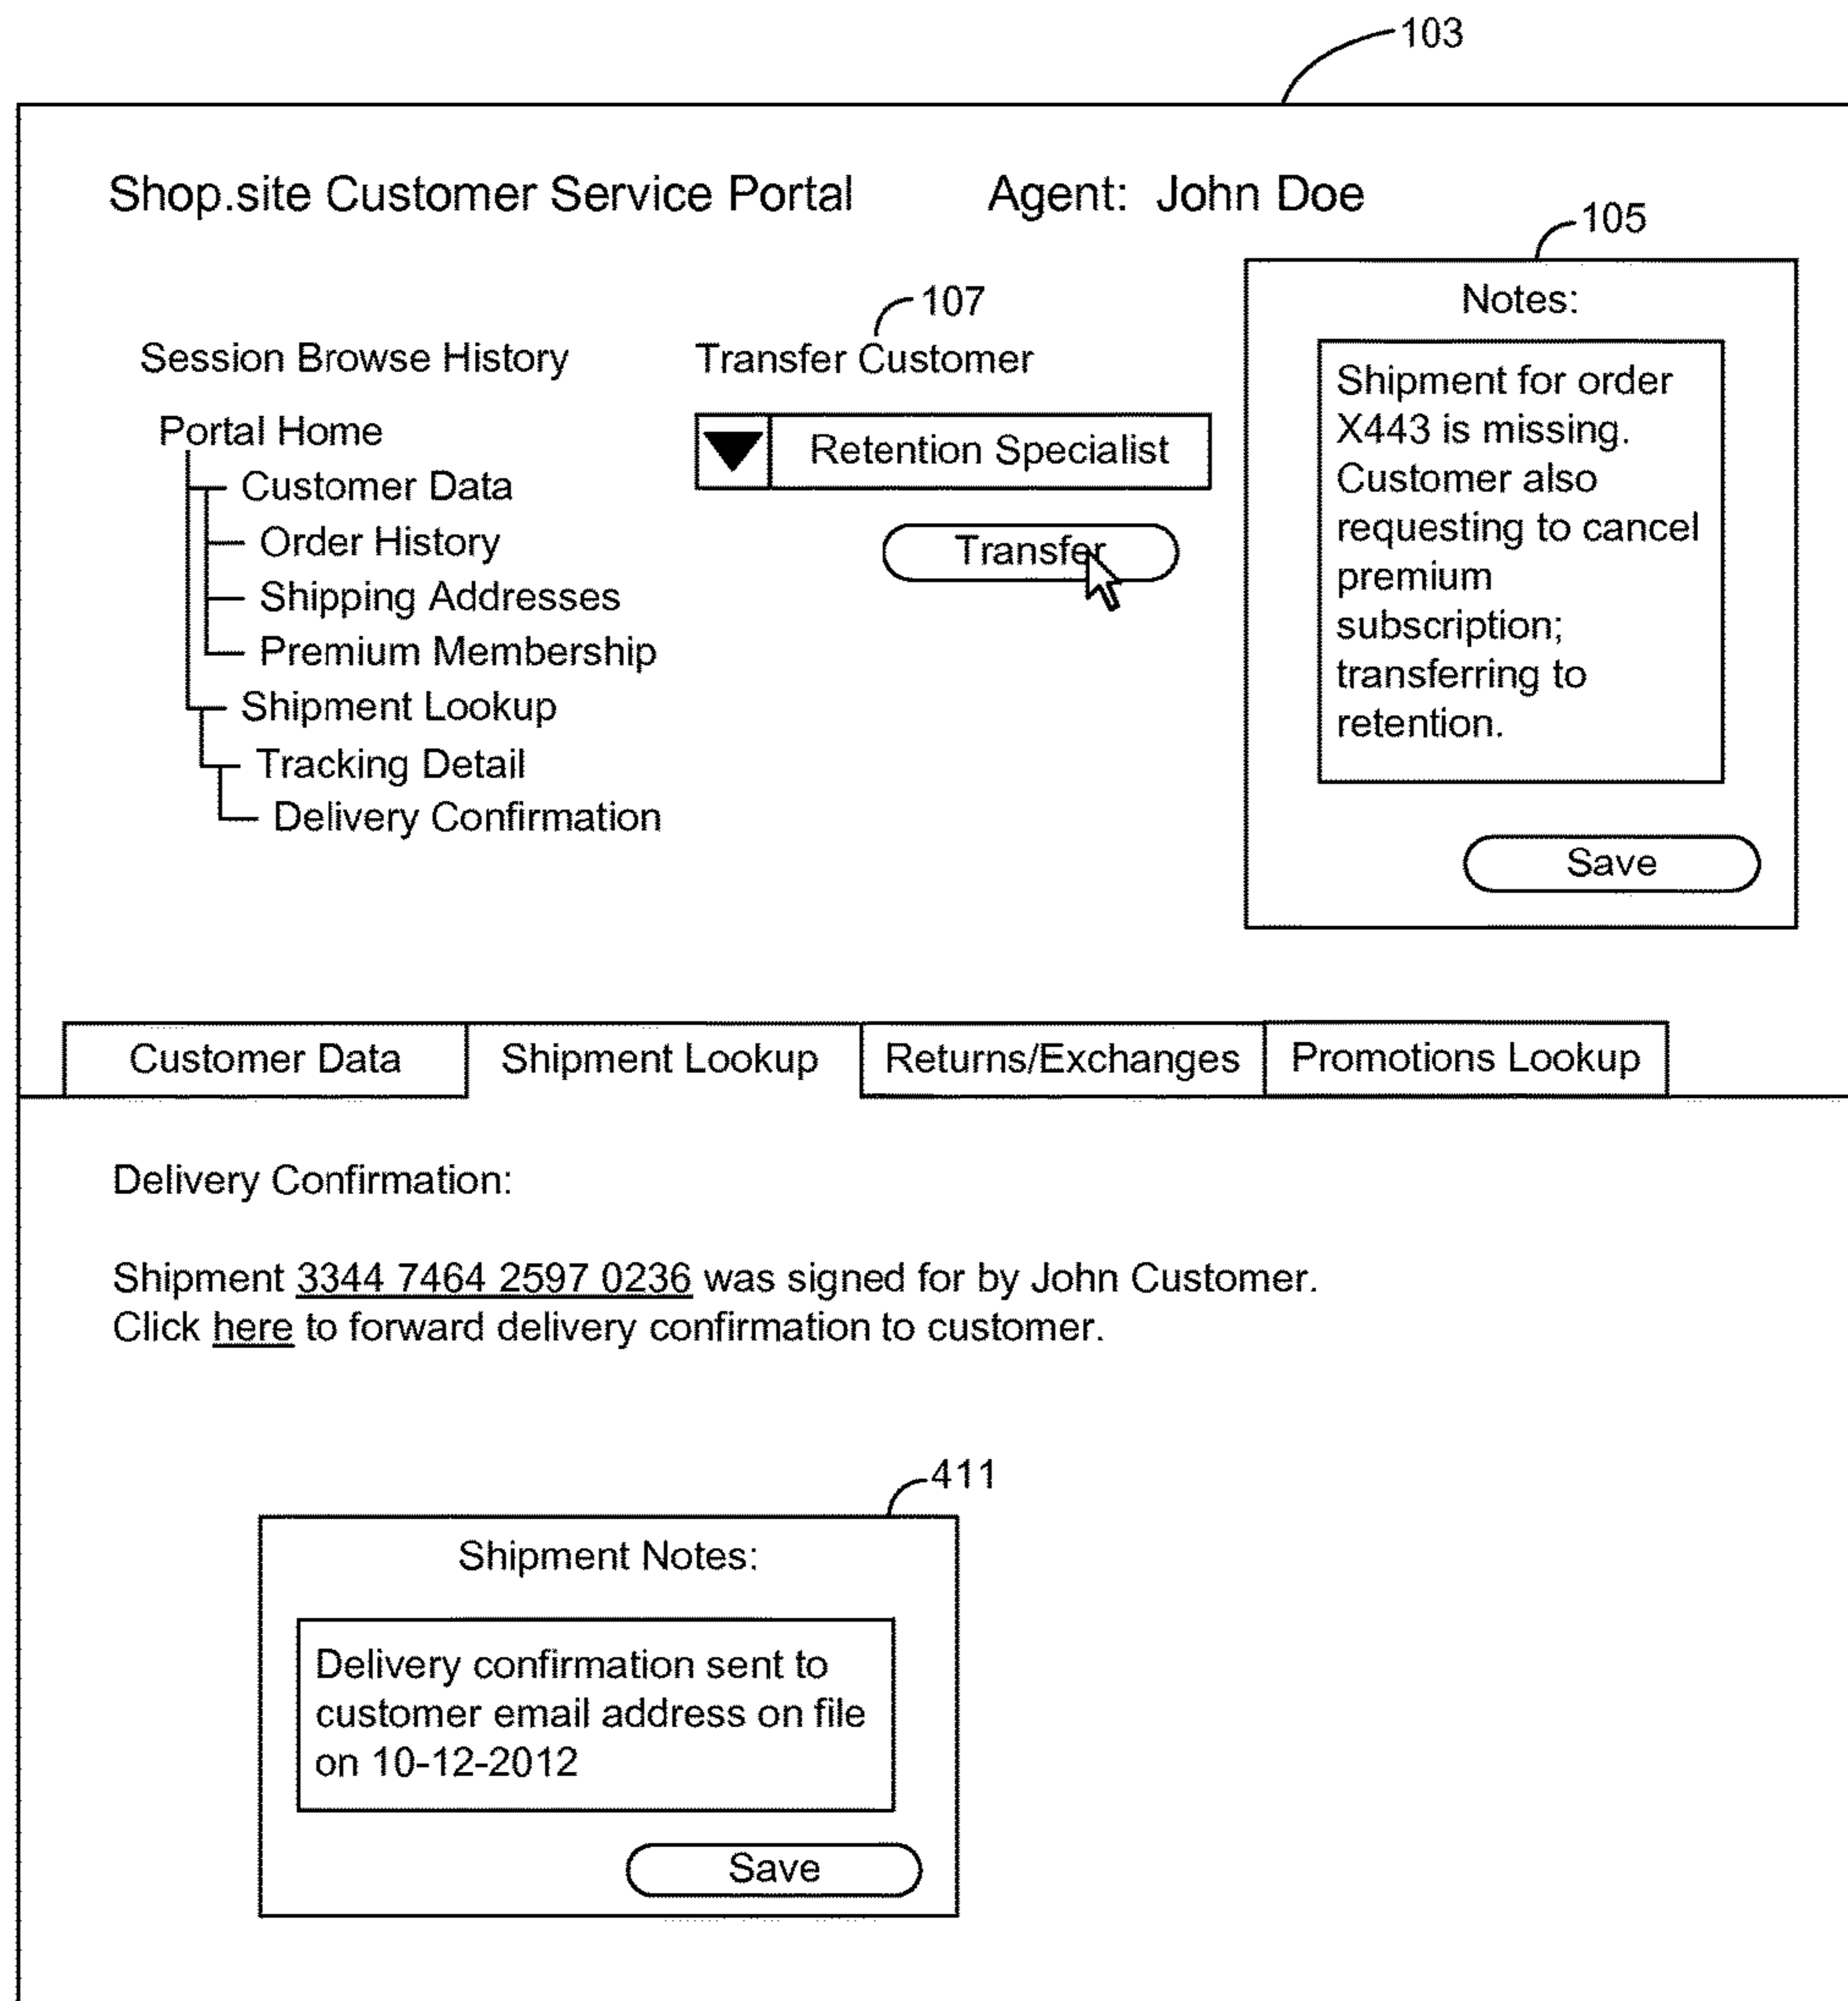 103
Shop.site Customer Service Portal Agent: John Doe
105
107
Session Browse History
Transfer Customer
Portal Home
Customer Data
Order History
Shipping Addresses
Premium Membership
Shipment Lookup
Tracking Detail
Delivery Confirmation
Retention Specialist
Transfer
Notes:
Shipment for order
X443 is missing.
Customer also
requesting to cancel
premium
subscription;
transferring to
retention.
Save
Customer Data Shipment Lookup Returns/Exchanges Promotions Lookup
Delivery Confirmation:
Shipment 3344 7464 2597 0236 was signed for by John Customer.
Click here to forward delivery confirmation to customer.
411
Shipment Notes:
Delivery confirmation sent to
customer email address on file
on 10-12-2012
Save